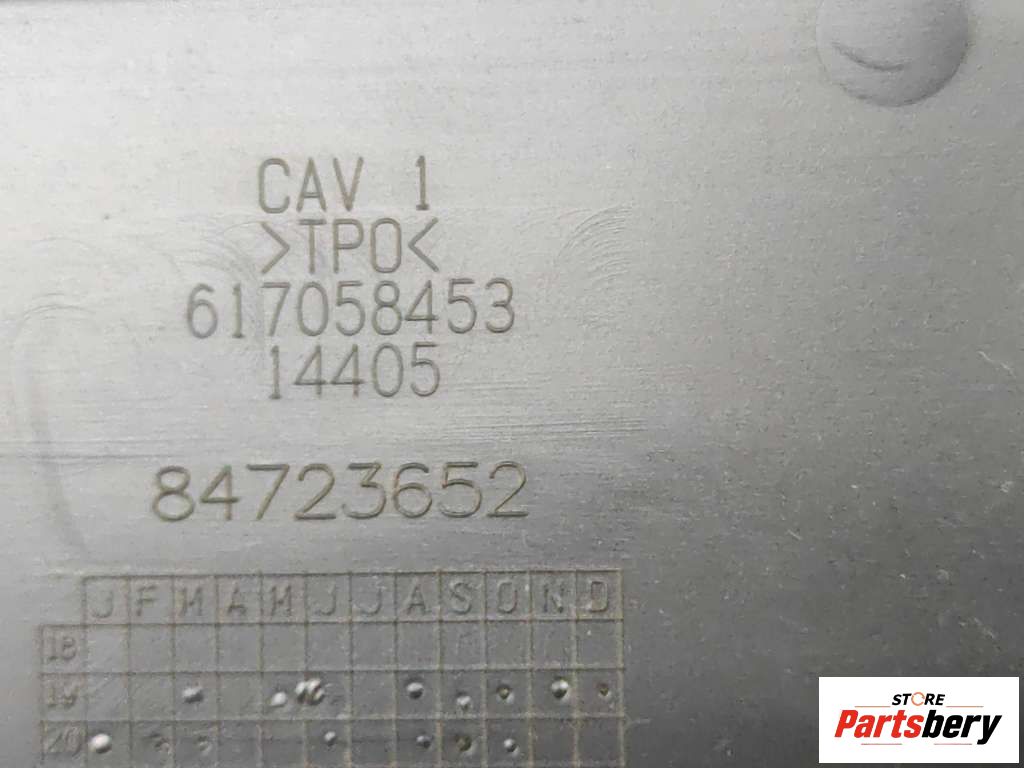 CAV 1
>TPO<
617058453
14405
84723652
J F M A M J J A S O N D
18
19
20
STORE
Partsbery